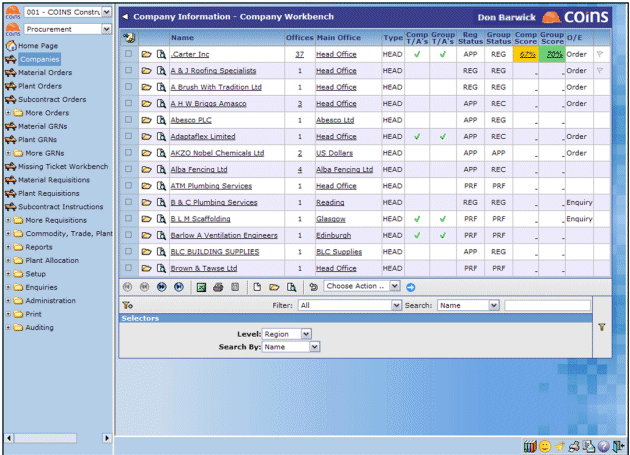 001 - COINS Constru
Procurement
Home Page
Companies
Material Orders
Plant Orders
Subcontract Orders
More Orders
Material GRNs
Plant GRNs
More GRNs
Missing Ticket Workbench
Material Requisitions
Plant Requisitions
Subcontract Instructions
More Requisitions
Commodity, Trade, Plant
Reports
Plant Allocation
Setup
Enquiries
Administration
Print
Auditing
Company Information - Company Workbench Don Barwick COINS
Name Offices Main Office Type Comp T/A's Group T/A's Reg Status Group Status Comp Score Group Score O/E
.Carter Inc 37 Head Office HEAD ✓ ✓ APP REG 67% 70% Order
A & J Roofing Specialists 1 Head Office HEAD REG REG - - Order
A Brush With Tradition Ltd 1 Head Office HEAD APP REG - - Order
A H W Briggs Amasco 3 Head Office HEAD APP REC - - Order
Abesco PLC 1 Abesco Ltd HEAD APP REG - -
Adaptaflex Limited 1 Head Office HEAD ✓ ✓ APP REC - - Order
AKZO Nobel Chemicals Ltd 2 US Dollars HEAD APP REC - - Order
Alba Fencing Ltd 4 Alba Fencing Ltd HEAD APP REC - -
ATM Plumbing Services 1 Head Office HEAD PRF PRF - -
B & C Plumbing Services 1 Reading HEAD REG REG - - Enquiry
B L M Scaffolding 1 Glasgow HEAD ✓ ✓ PRF PRF - - Enquiry
Barlow A Ventilation Engineers 1 Edinburgh HEAD ✓ ✓ PRF PRF - -
BLC BUILDING SUPPLIES 1 BLC Supplies HEAD APP REG - -
Brown & Tawse Ltd 1 Head Office HEAD PRF PRF - -
Choose Action ..
Filter: All Search: Name
Selectors
Level: Region
Search By: Name